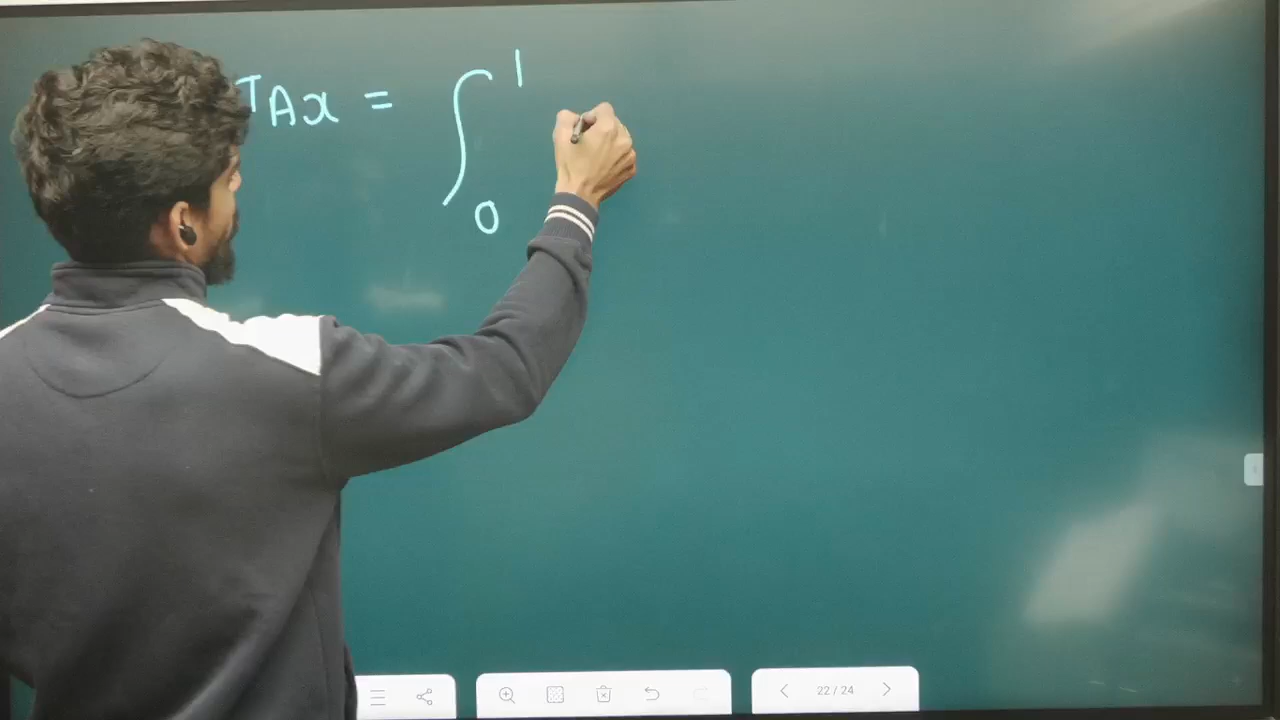 ᵀAx = ∫₀¹
22/24